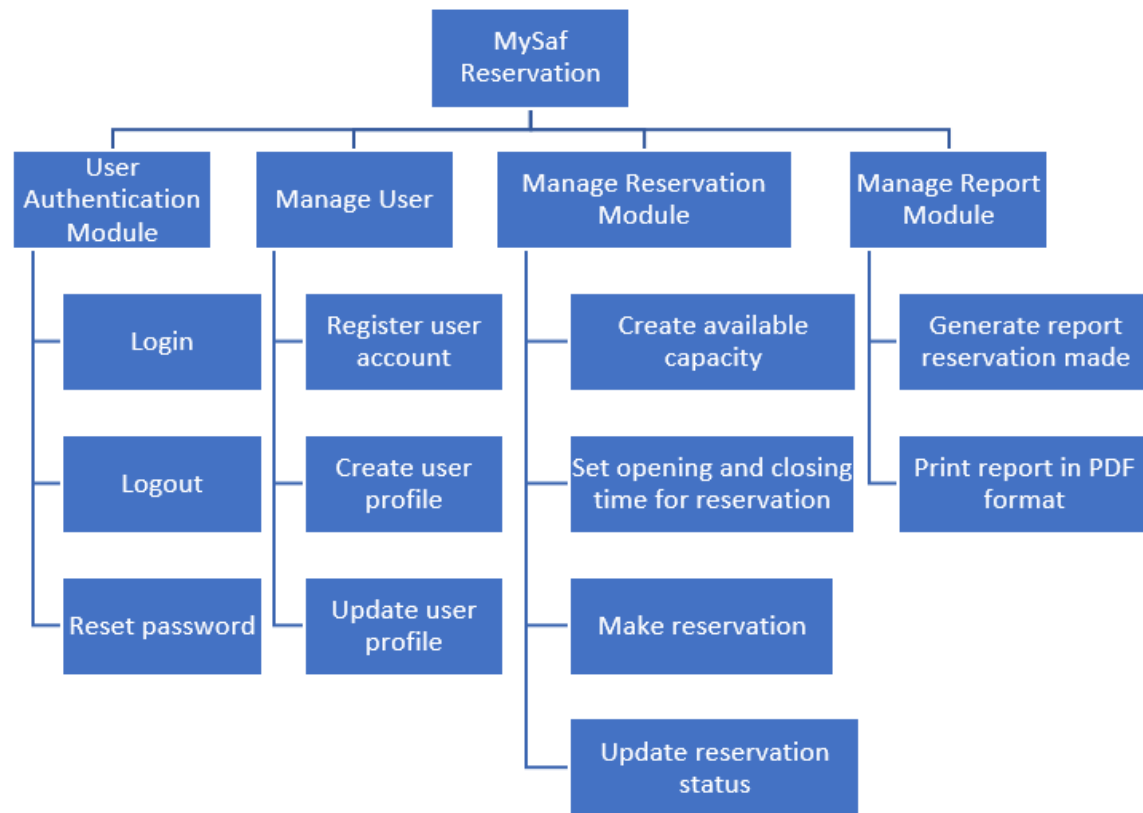 MySaf
Reservation
User
Authentication
Module
Manage User
Manage Reservation
Module
Manage Report
Module
Login
Register user
account
Create available
capacity
Generate report
reservation made
Logout
Create user
profile
Set opening and closing
time for reservation
Print report in PDF
format
Reset password
Update user
profile
Make reservation
Update reservation
status